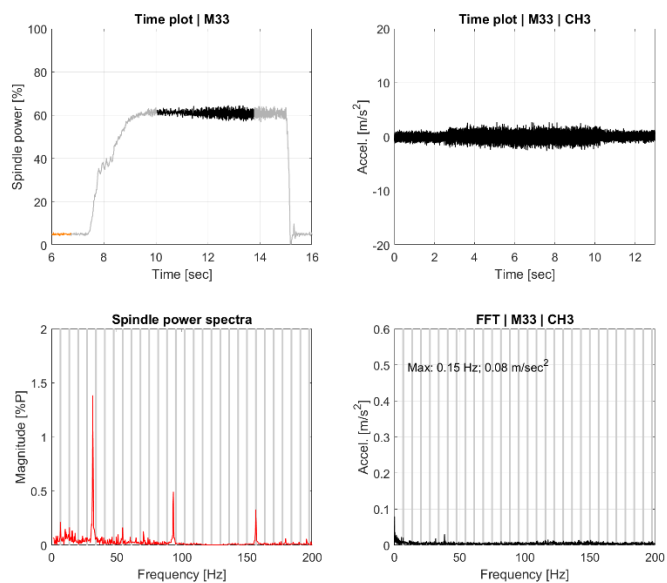 Time plot | M33
100
80
60
40
20
0
Spindle power [%]
6 8 10 12 14 16
Time [sec]
Time plot | M33 | CH3
20
10
0
-10
-20
Accel. [m/s²]
0 2 4 6 8 10 12
Time [sec]
Spindle power spectra
2
1.5
1
0.5
0
Magnitude [%P]
0 50 100 150 200
Frequency [Hz]
FFT | M33 | CH3
Max: 0.15 Hz; 0.08 m/sec²
0.6
0.5
0.4
0.3
0.2
0.1
0
Accel. [m/s²]
0 50 100 150 200
Frequency [Hz]